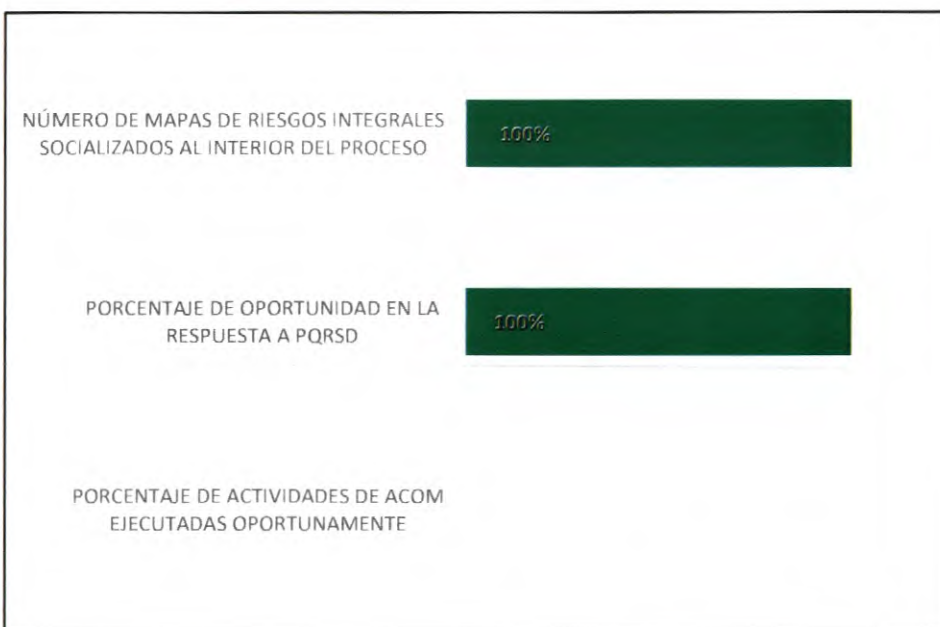 NÚMERO DE MAPAS DE RIESGOS INTEGRALES
SOCIALIZADOS AL INTERIOR DEL PROCESO
100%
PORCENTAJE DE OPORTUNIDAD EN LA
RESPUESTA A PQRSD
100%
PORCENTAJE DE ACTIVIDADES DE ACOM
EJECUTADAS OPORTUNAMENTE